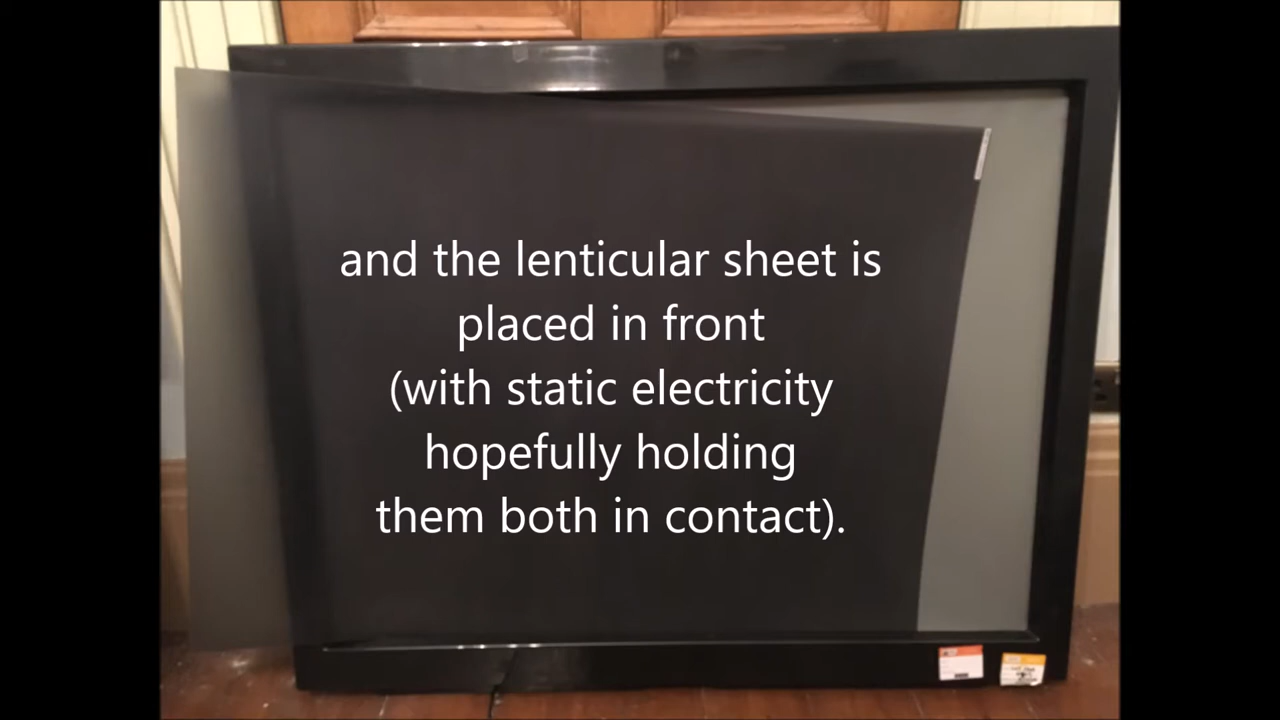 and the lenticular sheet is
placed in front
(with static electricity
hopefully holding
them both in contact).